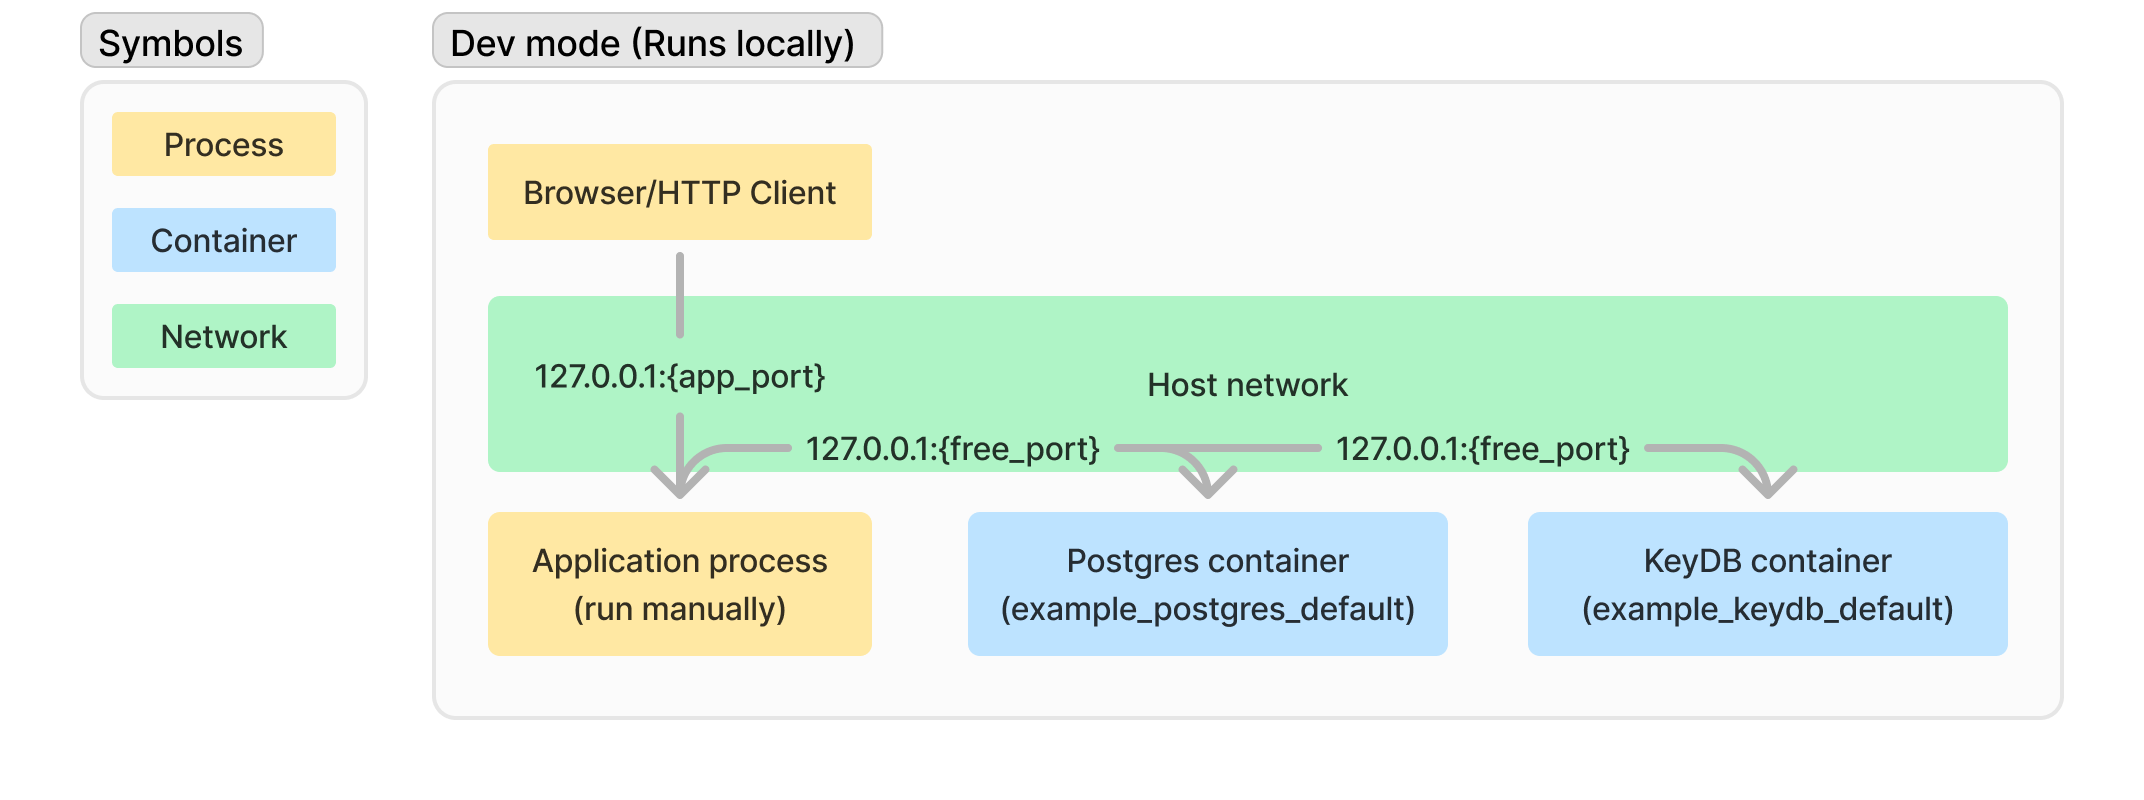 Symbols
Process
Container
Network
Dev mode (Runs locally)
Browser/HTTP Client
127.0.0.1:{app_port}
Host network
127.0.0.1:{free_port}
127.0.0.1:{free_port}
Application process
(run manually)
Postgres container
(example_postgres_default)
KeyDB container
(example_keydb_default)